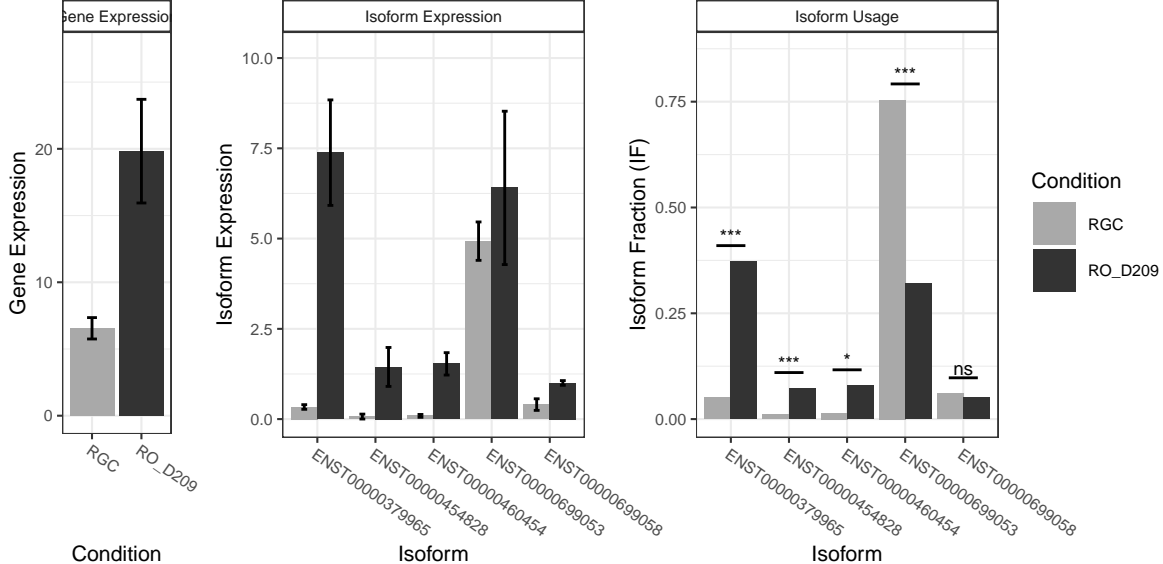 Gene Expression
Isoform Expression
Isoform Usage
Gene Expression
20
10
0
RGC
RO_D209
Condition
Isoform Expression
10.0
7.5
5.0
2.5
0.0
ENST00000379965
ENST00000454828
ENST00000460454
ENST00000699053
ENST00000699058
Isoform
Isoform Fraction (IF)
0.75
0.50
0.25
0.00
***
***
*
***
ns
ENST00000379965
ENST00000454828
ENST00000460454
ENST00000699053
ENST00000699058
Isoform
Condition
RGC
RO_D209